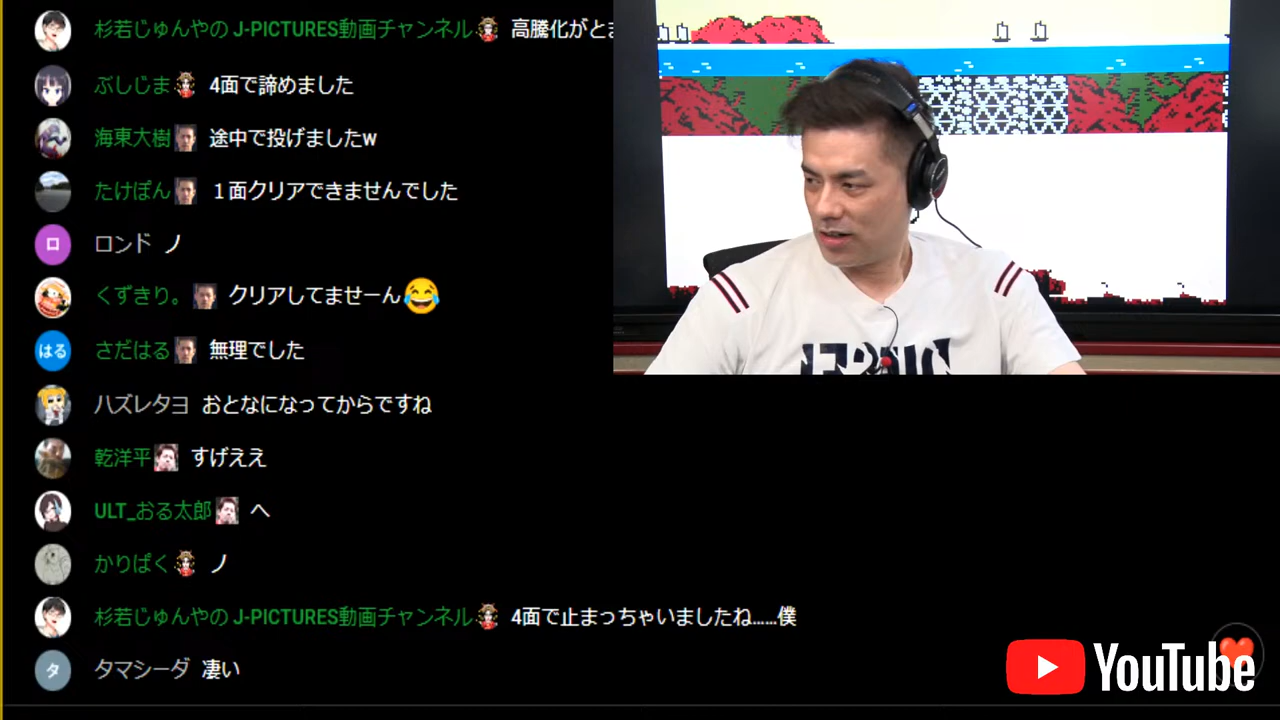 杉若じゅんやの J-PICTURES動画チャンネル 高騰化がとま
ぶしじま 4面で諦めました
海東大樹 途中で投げましたw
たけぽん 1面クリアできませんでした
ロ ロンド ノ
くずきり。 クリアしてませーん😂
はる さだはる 無理でした
ハズレタヨ おとなになってからですね
乾洋平 すげええ
ULT_おる太郎 へ
かりぱく ノ
杉若じゅんやの J-PICTURES動画チャンネル 4面で止まっちゃいましたね......僕
タ タマシーダ 凄い
YouTube